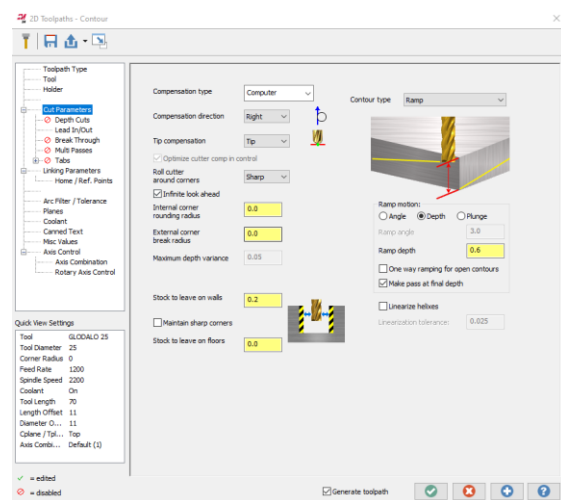 2D Toolpaths - Contour
Toolpath Type
Tool
Holder
Cut Parameters
Depth Cuts
Lead In/Out
Break Through
Multi Passes
Tabs
Linking Parameters
Home / Ref. Points
Arc Filter / Tolerance
Planes
Coolant
Canned Text
Misc Values
Axis Control
Axis Combination
Rotary Axis Control
Quick View Settings
Tool GLODALO 25
Tool Diameter 25
Corner Radius 0
Feed Rate 1200
Spindle Speed 2200
Coolant On
Tool Length 70
Length Offset 11
Diameter O... 11
Cplane / Tpl... Top
Axis Combi... Default (1)
= edited
= disabled
Compensation type Computer
Compensation direction Right
Tip compensation Tip
Optimize cutter comp in control
Roll cutter
around corners Sharp
Infinite look ahead
Internal corner
rounding radius 0.0
External corner
break radius 0.0
Maximum depth variance 0.05
Stock to leave on walls 0.2
Maintain sharp corners
Stock to leave on floors 0.0
Contour type Ramp
Ramp motion:
Angle Depth Plunge
Ramp angle 3.0
Ramp depth 0.6
One way ramping for open contours
Make pass at final depth
Linearize helixes
Linearization tolerance: 0.025
Generate toolpath